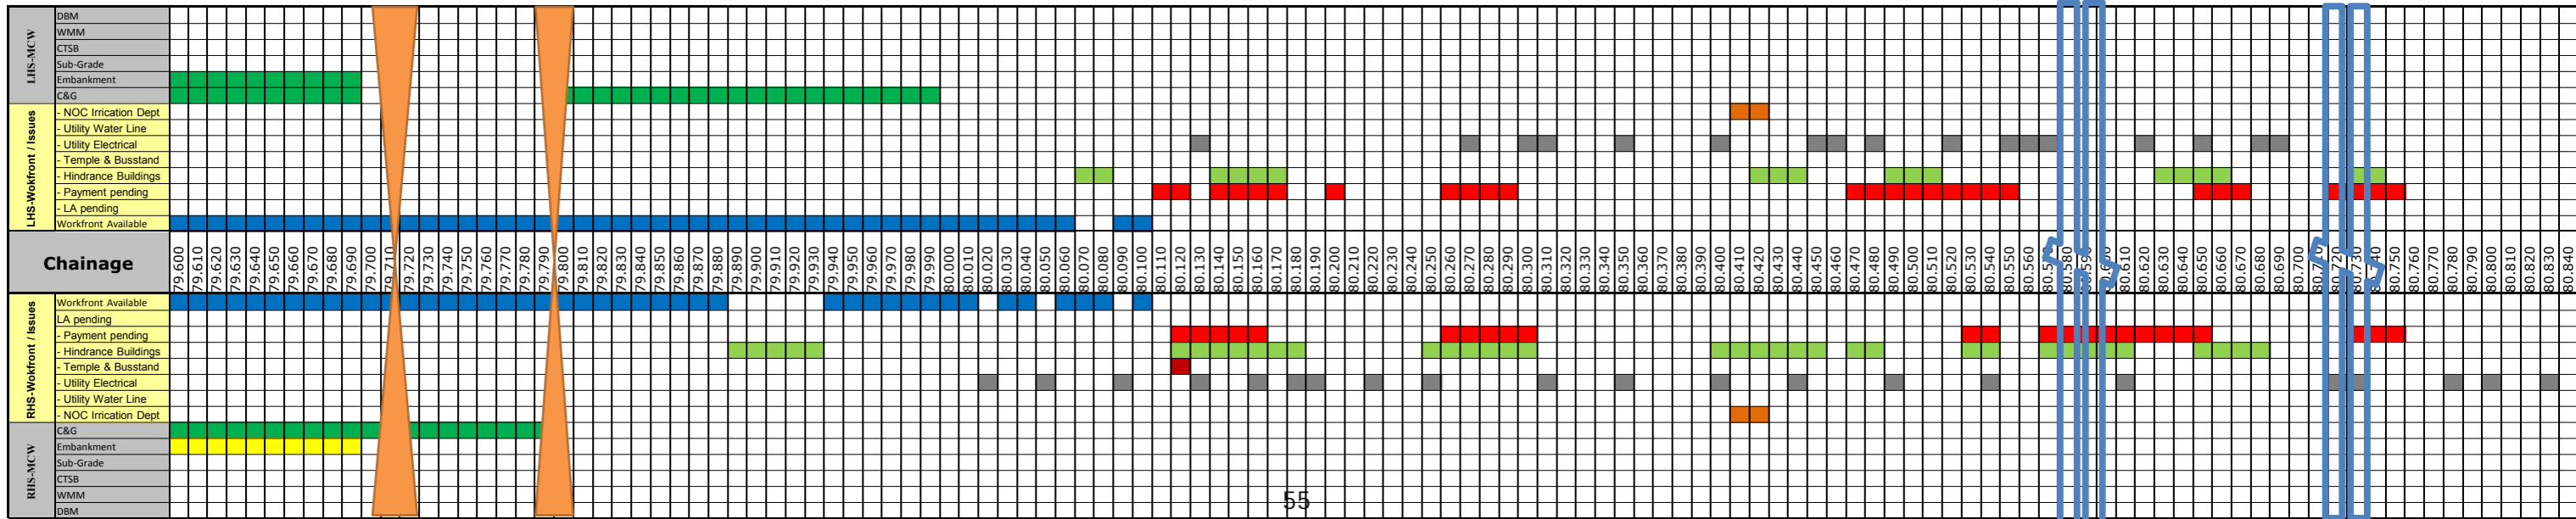 LHS-MCW
DBM
WMM
CTSB
Sub-Grade
Embankment
C&G
LHS-Wokfront / Issues
- NOC Irrication Dept
- Utility Water Line
- Utility Electrical
- Temple & Busstand
- Hindrance Buildings
- Payment pending
- LA pending
Workfront Available
Chainage 79.600 79.610 79.620 79.630 79.640 79.650 79.660 79.670 79.680 79.690 79.700 79.710 79.720 79.730 79.740 79.750 79.760 79.770 79.780 79.790 79.800 79.810 79.820 79.830 79.840 79.850 79.860 79.870 79.880 79.890 79.900 79.910 79.920 79.930 79.940 79.950 79.960 79.970 79.980 79.990 80.000 80.010 80.020 80.030 80.040 80.050 80.060 80.070 80.080 80.090 80.100 80.110 80.120 80.130 80.140 80.150 80.160 80.170 80.180 80.190 80.200 80.210 80.220 80.230 80.240 80.250 80.260 80.270 80.280 80.290 80.300 80.310 80.320 80.330 80.340 80.350 80.360 80.370 80.380 80.390 80.400 80.410 80.420 80.430 80.440 80.450 80.460 80.470 80.480 80.490 80.500 80.510 80.520 80.530 80.540 80.550 80.560 80.620 80.630 80.640 80.650 80.660 80.670 80.680 80.690 80.700 80.750 80.760 80.770 80.780 80.790 80.800 80.810 80.820 80.830 80.840
RHS-Wokfront / Issues
Workfront Available
LA pending
- Payment pending
- Hindrance Buildings
- Temple & Busstand
- Utility Electrical
- Utility Water Line
- NOC Irrication Dept
RHS-MCW
C&G
Embankment
Sub-Grade
CTSB
WMM
DBM
55